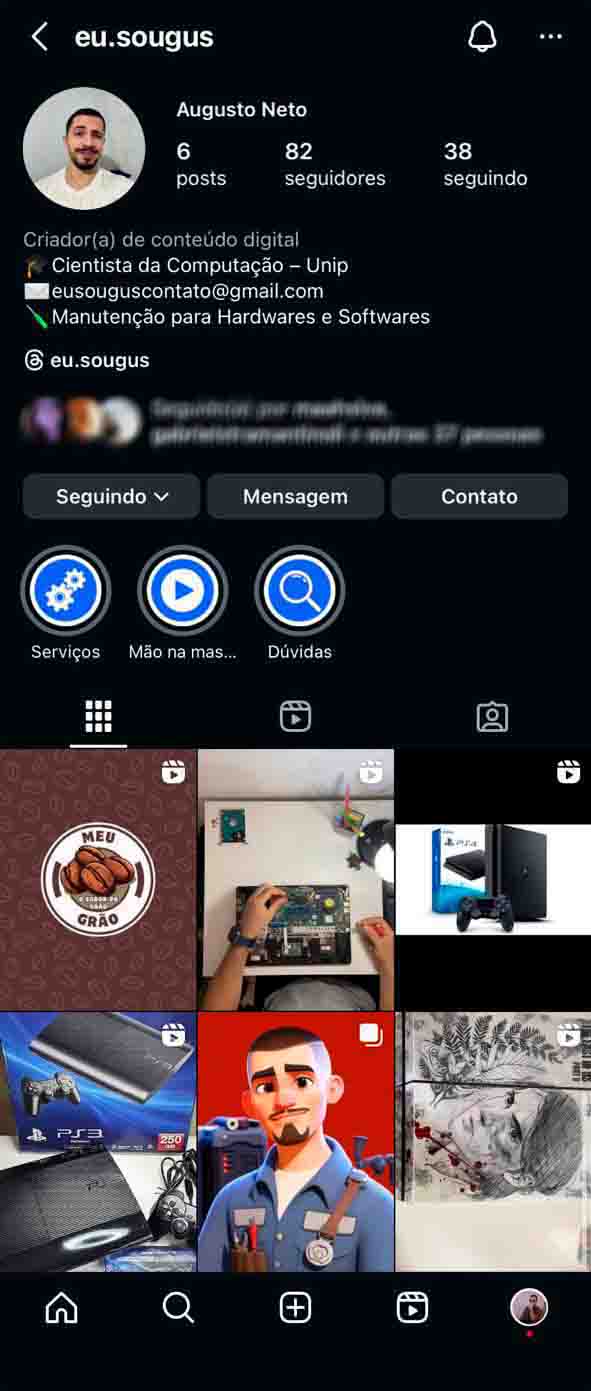 eu.sougus
Augusto Neto
6
82
38
posts
seguidores
seguindo
Criador(a) de conteúdo digital
Cientista da Computação – Unip
eusouguscontato@gmail.com
Manutenção para Hardwares e Softwares
eu.sougus
Seguindo
Mensagem
Contato
Serviços
Mão na mas...
Dúvidas
MEU
O SABOR DO
GRÃO
PS4
PS3
PS3
250
GB